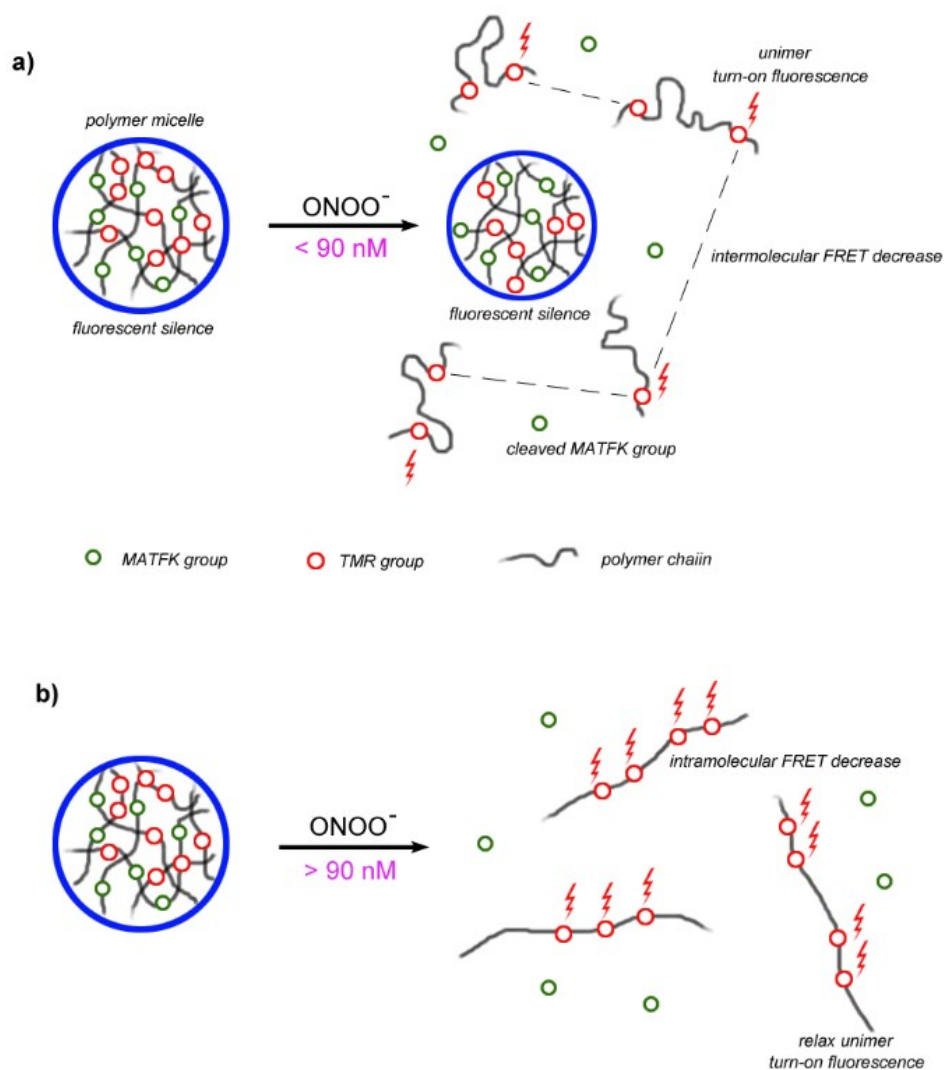 a)
polymer micelle
fluorescent silence
ONOO⁻
< 90 nM
fluorescent silence
unimer
turn-on fluorescence
intermolecular FRET decrease
cleaved MATFK group
MATFK group
TMR group
polymer chaiin
b)
ONOO⁻
> 90 nM
intramolecular FRET decrease
relax unimer
turn-on fluorescence